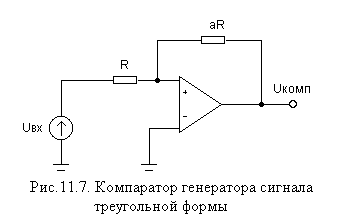 aR
R
Uкомп
+
-
Uвх
Рис.11.7. Компаратор генератора сигнала
треугольной формы